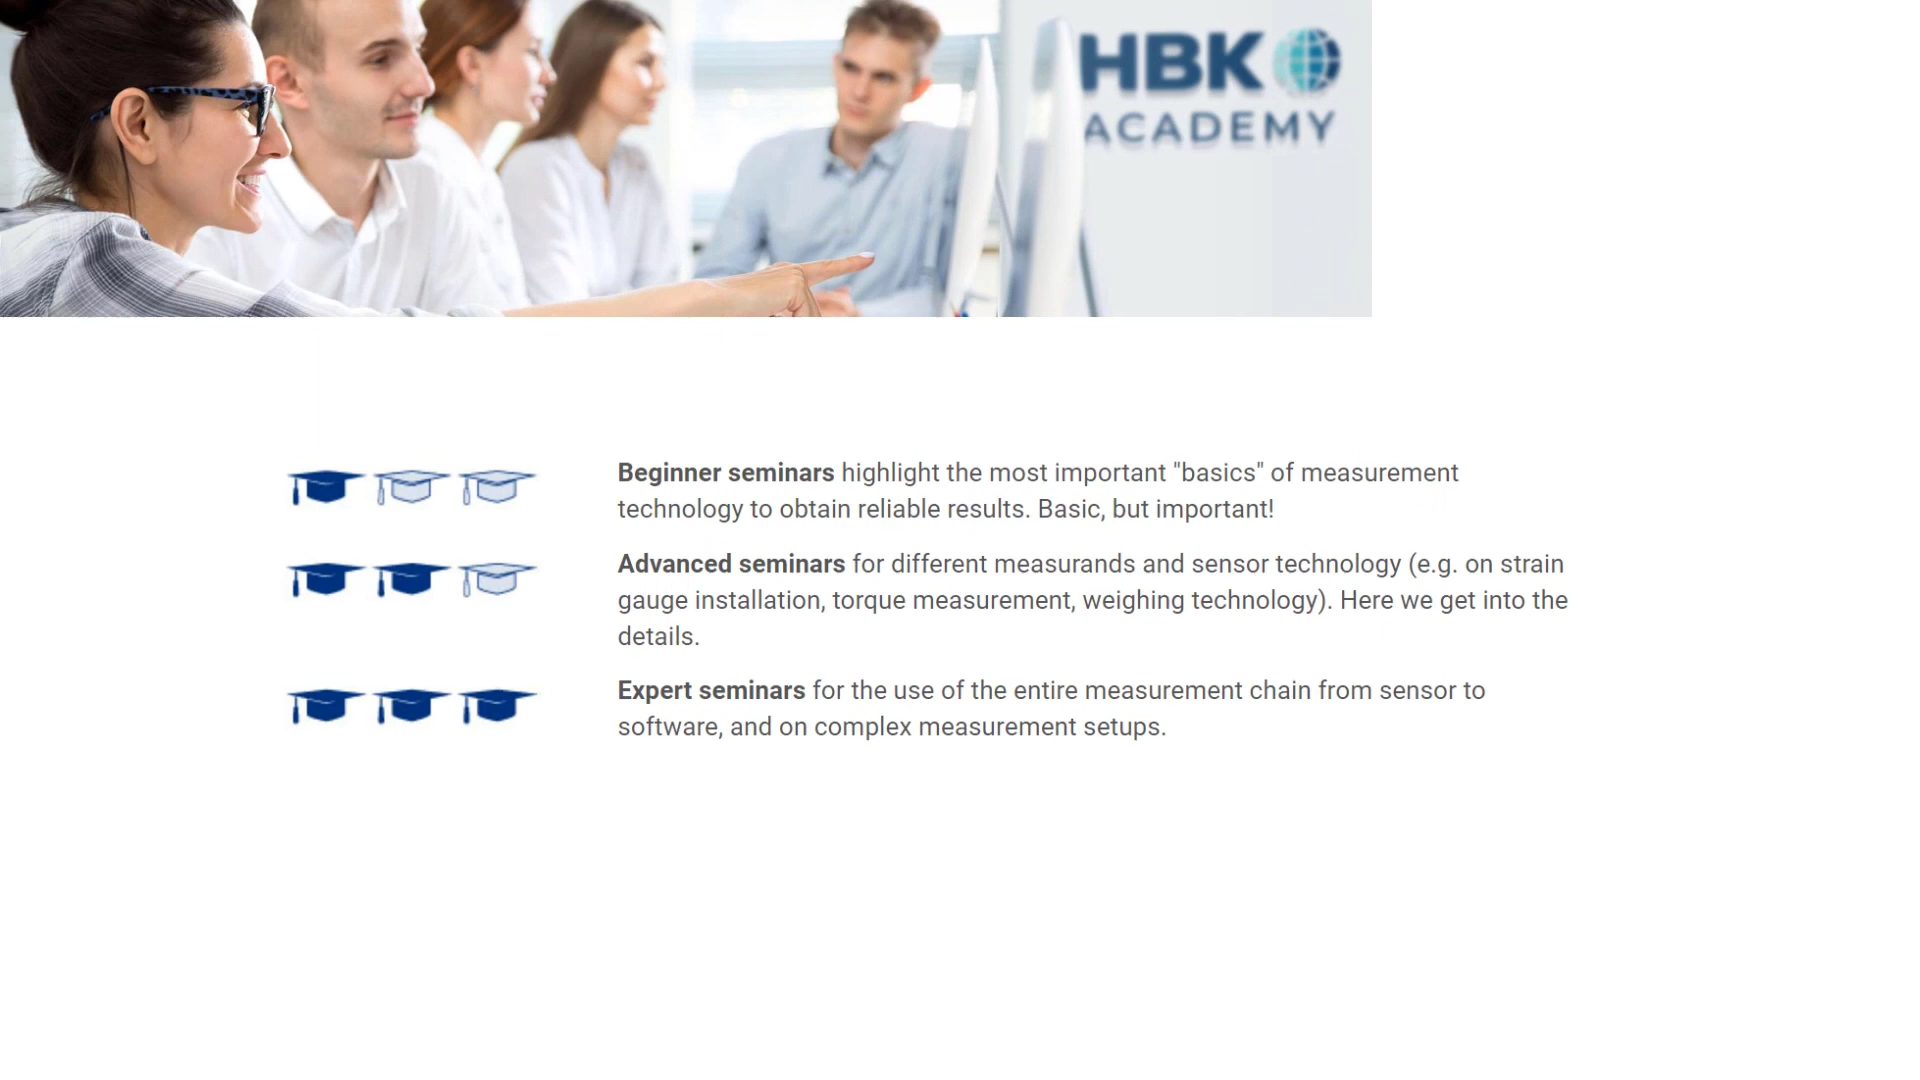 HBK
ACADEMY
Beginner seminars highlight the most important "basics" of measurement
technology to obtain reliable results. Basic, but important!
Advanced seminars for different measurands and sensor technology (e.g. on strain
gauge installation, torque measurement, weighing technology). Here we get into the
details.
Expert seminars for the use of the entire measurement chain from sensor to
software, and on complex measurement setups.